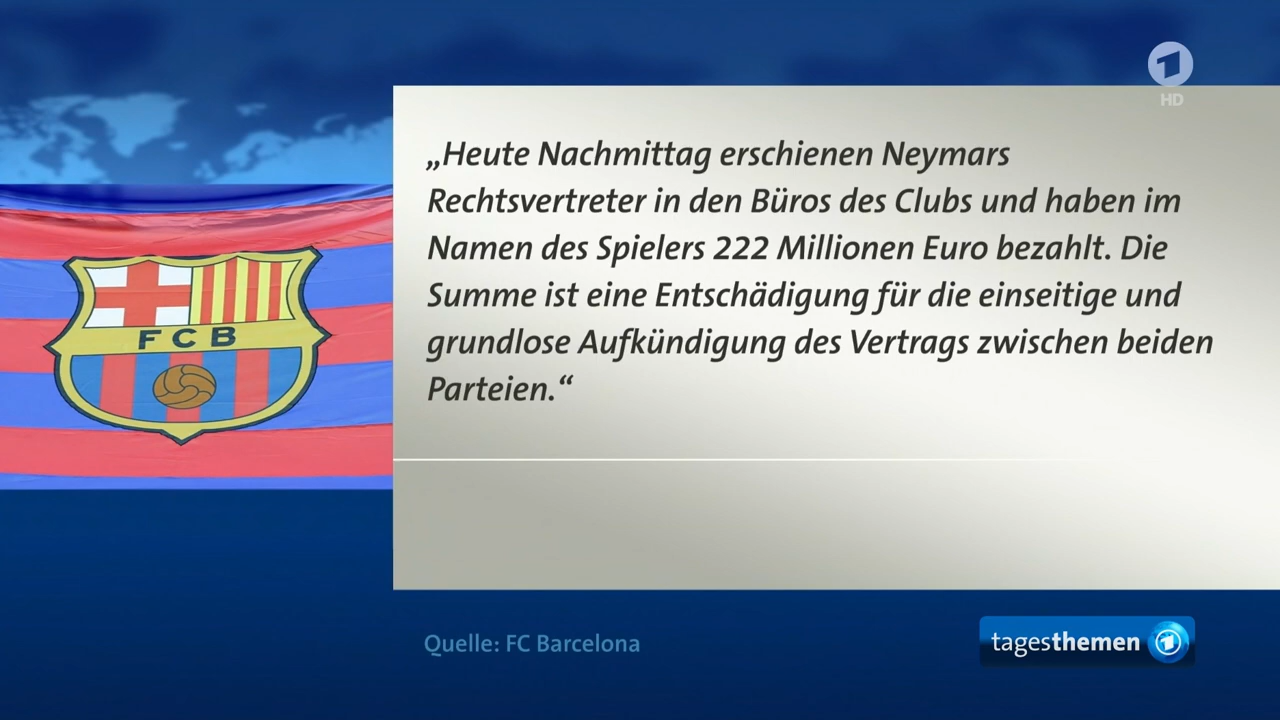 HD
„Heute Nachmittag erschienen Neymars
Rechtsvertreter in den Büros des Clubs und haben im
Namen des Spielers 222 Millionen Euro bezahlt. Die
Summe ist eine Entschädigung für die einseitige und
grundlose Aufkündigung des Vertrags zwischen beiden
Parteien.“
FCB
Quelle: FC Barcelona
tagesthemen